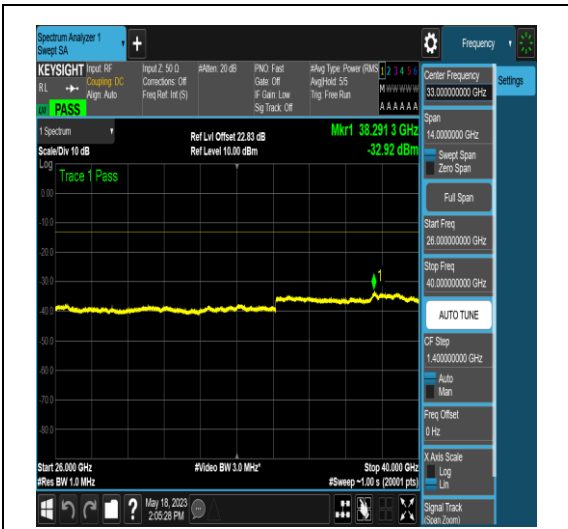 Spectrum Analyzer 1
Swept SA
+
Frequency
KEYSIGHT
RL
PASS
Input: RF
Coupling: DC
Align: Auto
Input Z: 50 Ω
Corrections: Off
Freq Ref: Int (S)
#Atten: 20 dB
PNO: Fast
Gate: Off
IF Gain: Low
Sig Track: Off
#Avg Type: Power (RMS
Avg|Hold: 5/5
Trig: Free Run
1 2 3 4 5 6
M W W W W W
A A A A A A
1 Spectrum
Scale/Div 10 dB
Ref Lvl Offset 22.83 dB
Ref Level 10.00 dBm
Mkr1 38.291 3 GHz
-32.92 dBm
Log
Trace 1 Pass
0.00
-10.0
-20.0
-30.0
-40.0
-50.0
-60.0
-70.0
-80.0
1
Start 26.000 GHz
#Res BW 1.0 MHz
#Video BW 3.0 MHz*
Stop 40.000 GHz
#Sweep ~1.00 s (20001 pts)
May 18, 2023
2:05:28 PM
?
Center Frequency
33.000000000 GHz
Settings
Span
14.0000000 GHz
Swept Span
Zero Span
Full Span
Start Freq
26.000000000 GHz
Stop Freq
40.000000000 GHz
AUTO TUNE
CF Step
1.400000000 GHz
Auto
Man
Freq Offset
0 Hz
X Axis Scale
Log
Lin
Signal Track
(Span Zoom)